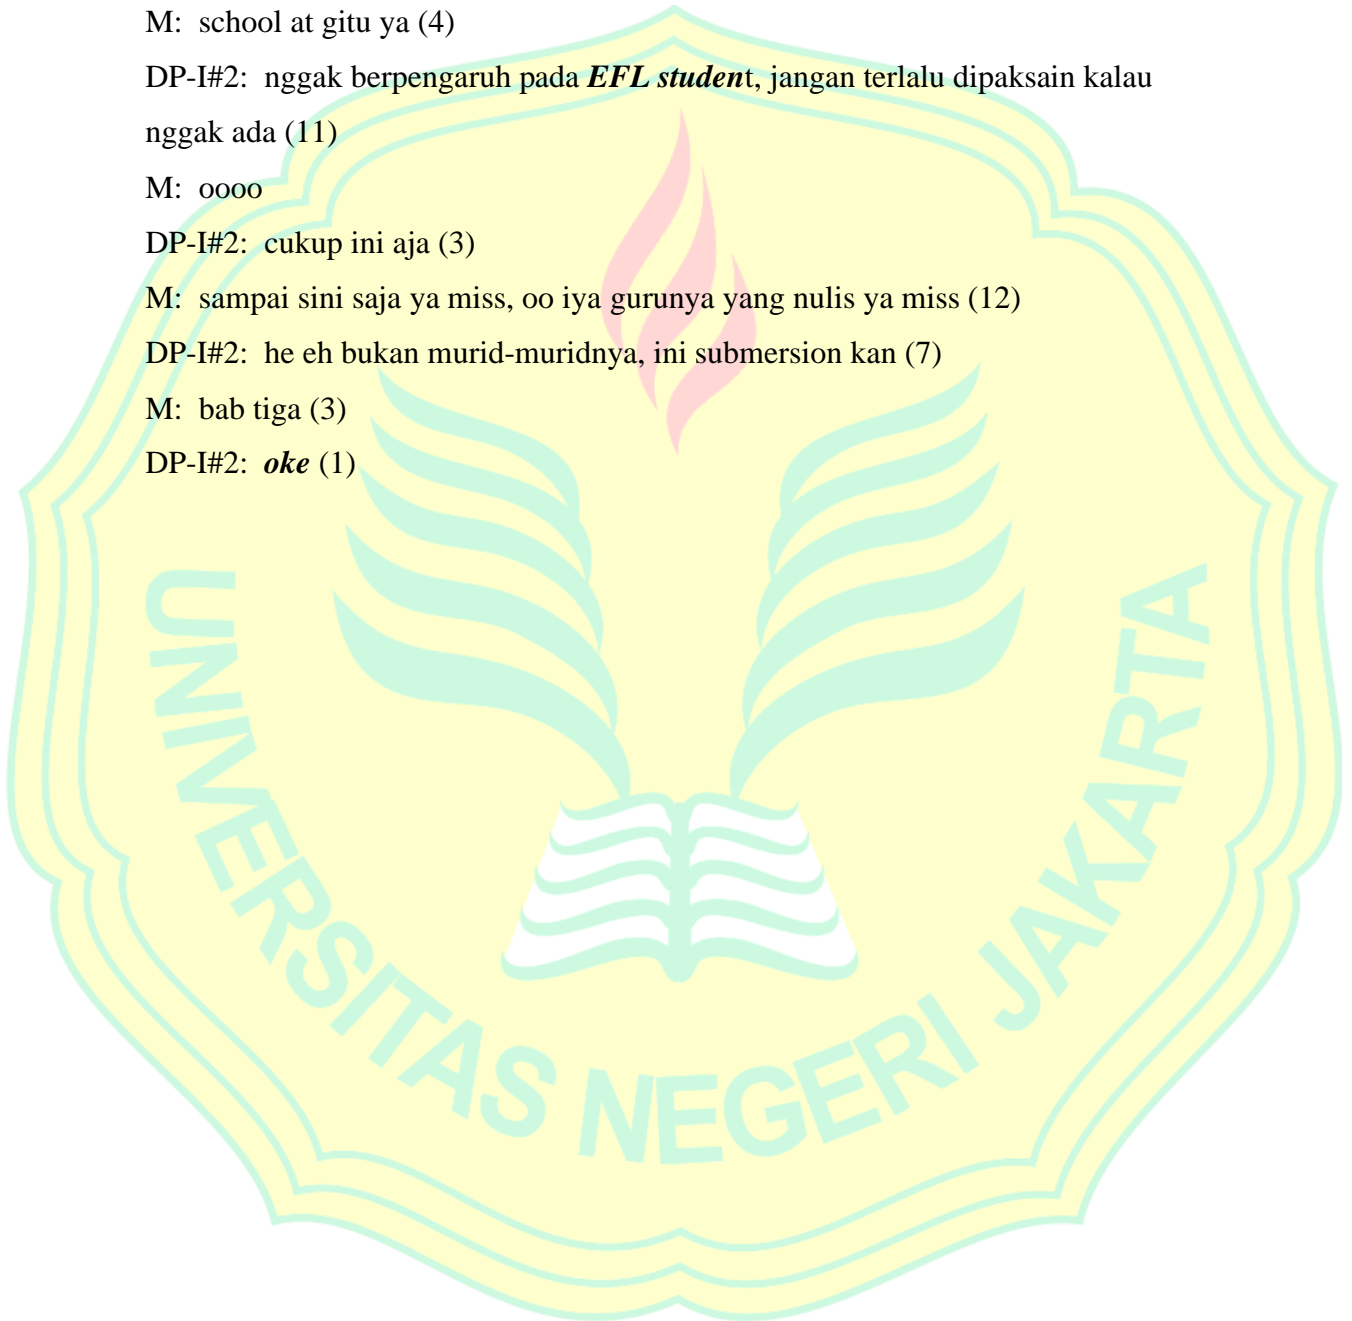 M: school at gitu ya (4)
DP-I#2: nggak berpengaruh pada EFL student, jangan terlalu dipaksain kalau
nggak ada (11)
M: oooo
DP-I#2: cukup ini aja (3)
M: sampai sini saja ya miss, oo iya gurunya yang nulis ya miss (12)
DP-I#2: he eh bukan murid-muridnya, ini submersion kan (7)
M: bab tiga (3)
DP-I#2: oke (1)
UNIVERSITAS NEGERI JAKARTA